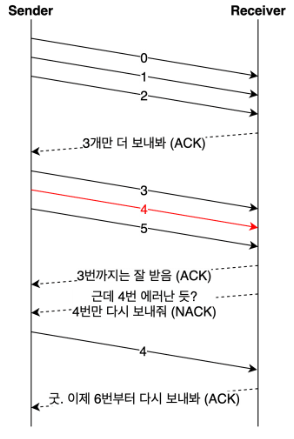 Sender Receiver
0
1
2
3개만 더 보내봐 (ACK)
3
4
5
3번까지는 잘 받음 (ACK)
근데 4번 에러난 듯?
4번만 다시 보내줘 (NACK)
4
굿. 이제 6번부터 다시 보내봐 (ACK)